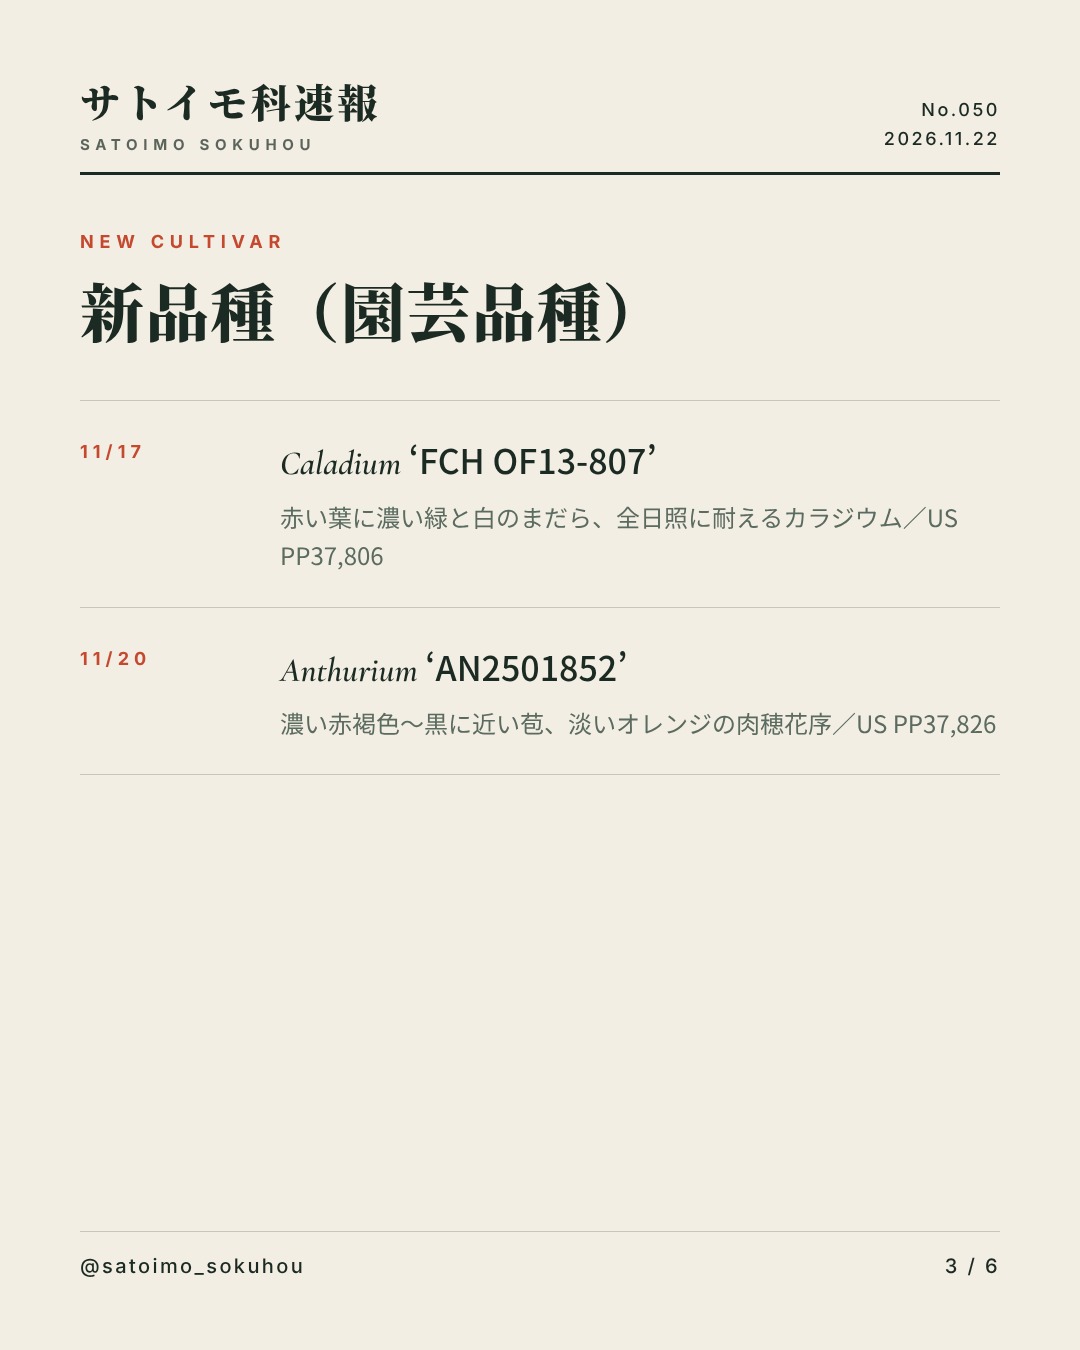 サトイモ科速報
SATOIMO SOKUHOU
No.050
2026.11.22
NEW CULTIVAR
新品種（園芸品種）
11/17
Caladium ‘FCH OF13-807’
赤い葉に濃い緑と白のまだら、全日照に耐えるカラジウム／US
PP37,806
11/20
Anthurium ‘AN2501852’
濃い赤褐色〜黒に近い苞、淡いオレンジの肉穂花序／US PP37,826
@satoimo_sokuhou
3 / 6